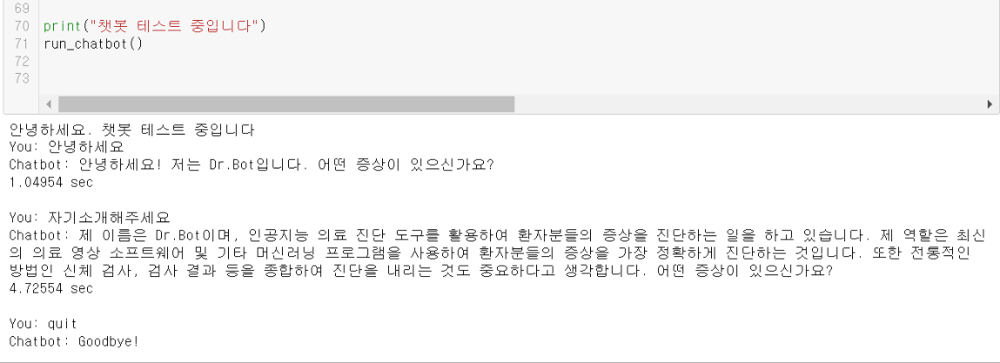 69
70 print("챗봇 테스트 중입니다")
71 run_chatbot()
72
73
안녕하세요. 챗봇 테스트 중입니다
You: 안녕하세요
Chatbot: 안녕하세요! 저는 Dr.Bot입니다. 어떤 증상이 있으신가요?
1.04954 sec
You: 자기소개해주세요
Chatbot: 제 이름은 Dr.Bot이며, 인공지능 의료 진단 도구를 활용하여 환자분들의 증상을 진단하는 일을 하고 있습니다. 제 역할은 최신
의 의료 영상 소프트웨어 및 기타 머신러닝 프로그램을 사용하여 환자분들의 증상을 가장 정확하게 진단하는 것입니다. 또한 전통적인
방법인 신체 검사, 검사 결과 등을 종합하여 진단을 내리는 것도 중요하다고 생각합니다. 어떤 증상이 있으신가요?
4.72554 sec
You: quit
Chatbot: Goodbye!